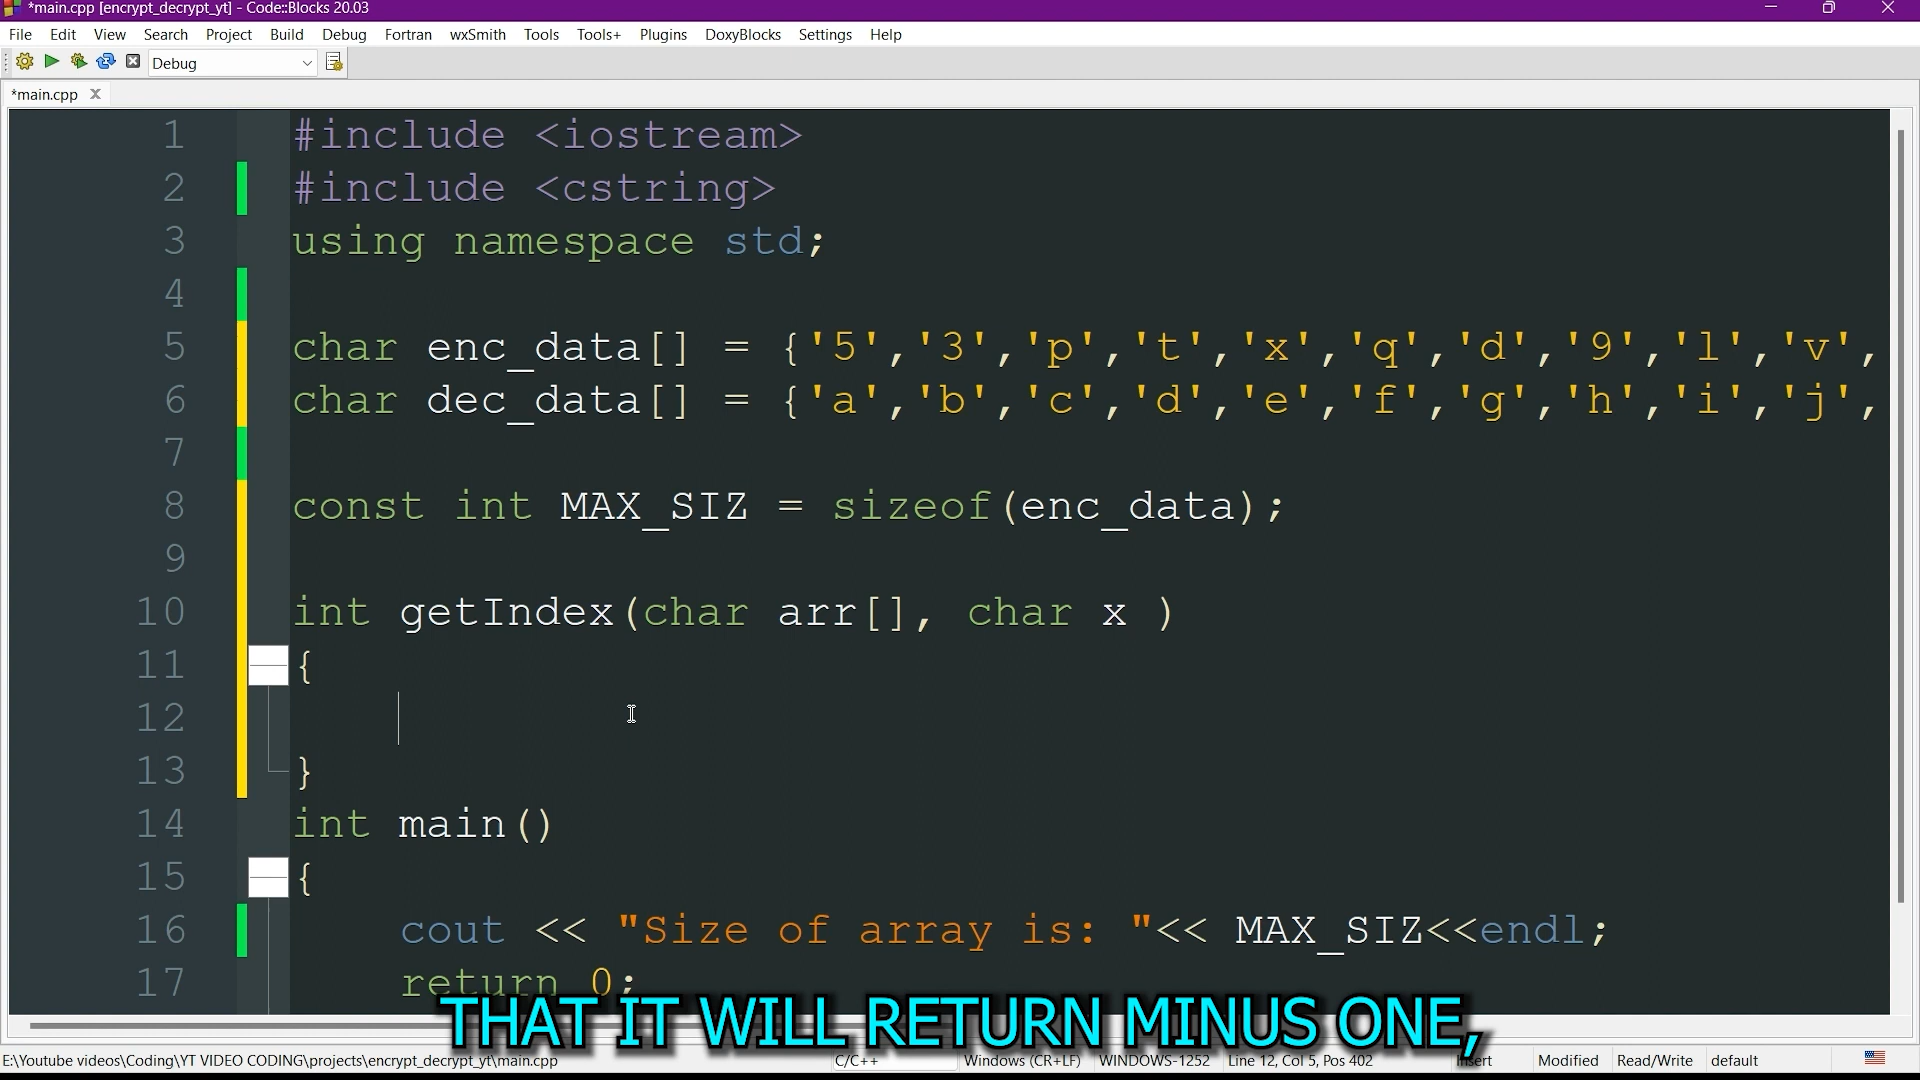 *main.cpp [encrypt_decrypt_yt] - Code::Blocks 20.03
File Edit View Search Project Build Debug Fortran wxSmith Tools Tools+ Plugins DoxyBlocks Settings Help
Debug
*main.cpp
1 #include <iostream>
2 #include <cstring>
3 using namespace std;
4
5 char enc_data[] = {'5','3','p','t','x','q','d','9','l','v',
6 char dec_data[] = {'a','b','c','d','e','f','g','h','i','j',
7
8 const int MAX_SIZ = sizeof(enc_data);
9
10 int getIndex(char arr[], char x )
11 {
12
13 }
14 int main()
15 {
16 cout << "Size of array is: "<< MAX_SIZ<<endl;
17 return 0;
THAT IT WILL RETURN MINUS ONE,
E:\Youtube videos\Coding\YT VIDEO CODING\projects\encrypt_decrypt_yt\main.cpp C/C++ Windows (CR+LF) WINDOWS-1252 Line 12, Col 5, Pos 402 Insert Modified Read/Write default